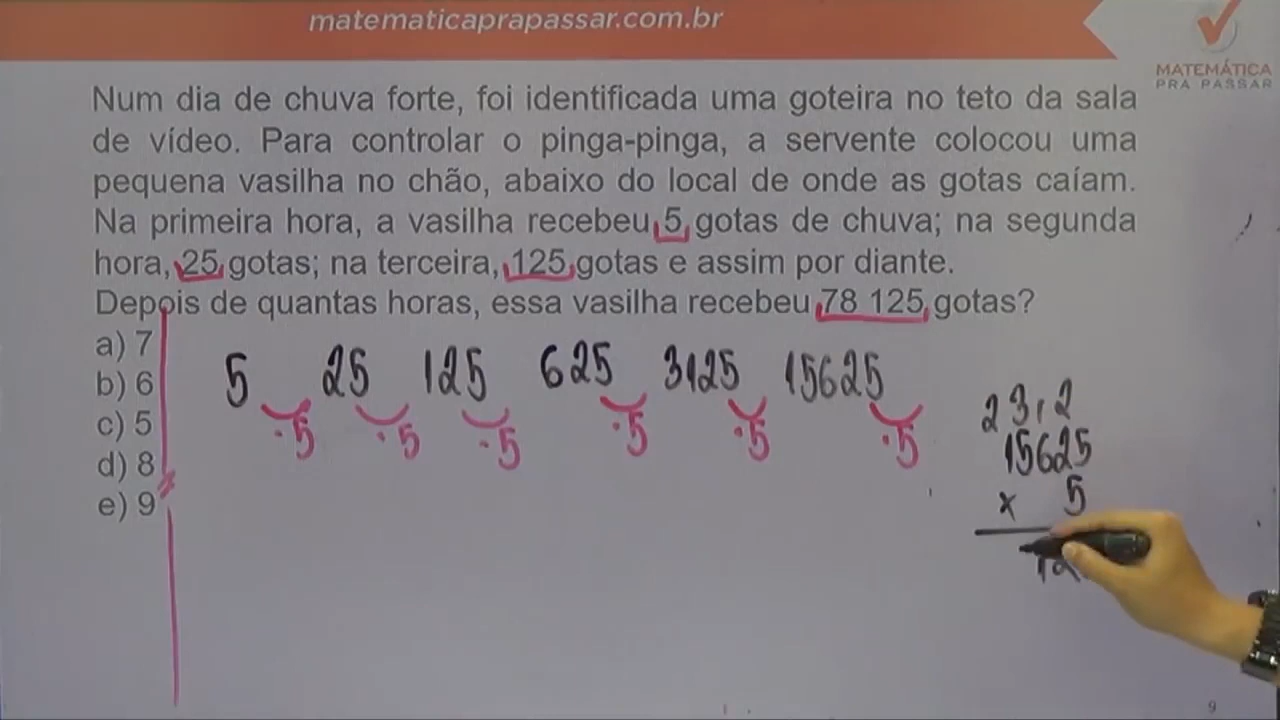 matematicaprapassar.com.br
MATEMÁTICA
PRA PASSAR
Num dia de chuva forte, foi identificada uma goteira no teto da sala
de vídeo. Para controlar o pinga-pinga, a servente colocou uma
pequena vasilha no chão, abaixo do local de onde as gotas caíam.
Na primeira hora, a vasilha recebeu 5 gotas de chuva; na segunda
hora, 25 gotas; na terceira, 125 gotas e assim por diante.
Depois de quantas horas, essa vasilha recebeu 78 125 gotas?
a) 7
b) 6
c) 5
d) 8
e) 9
5 25 125 625 3125 15625
·5 ·5 ·5 ·5 ·5 ·5
2 3 1 2
15625
x 5
12
9